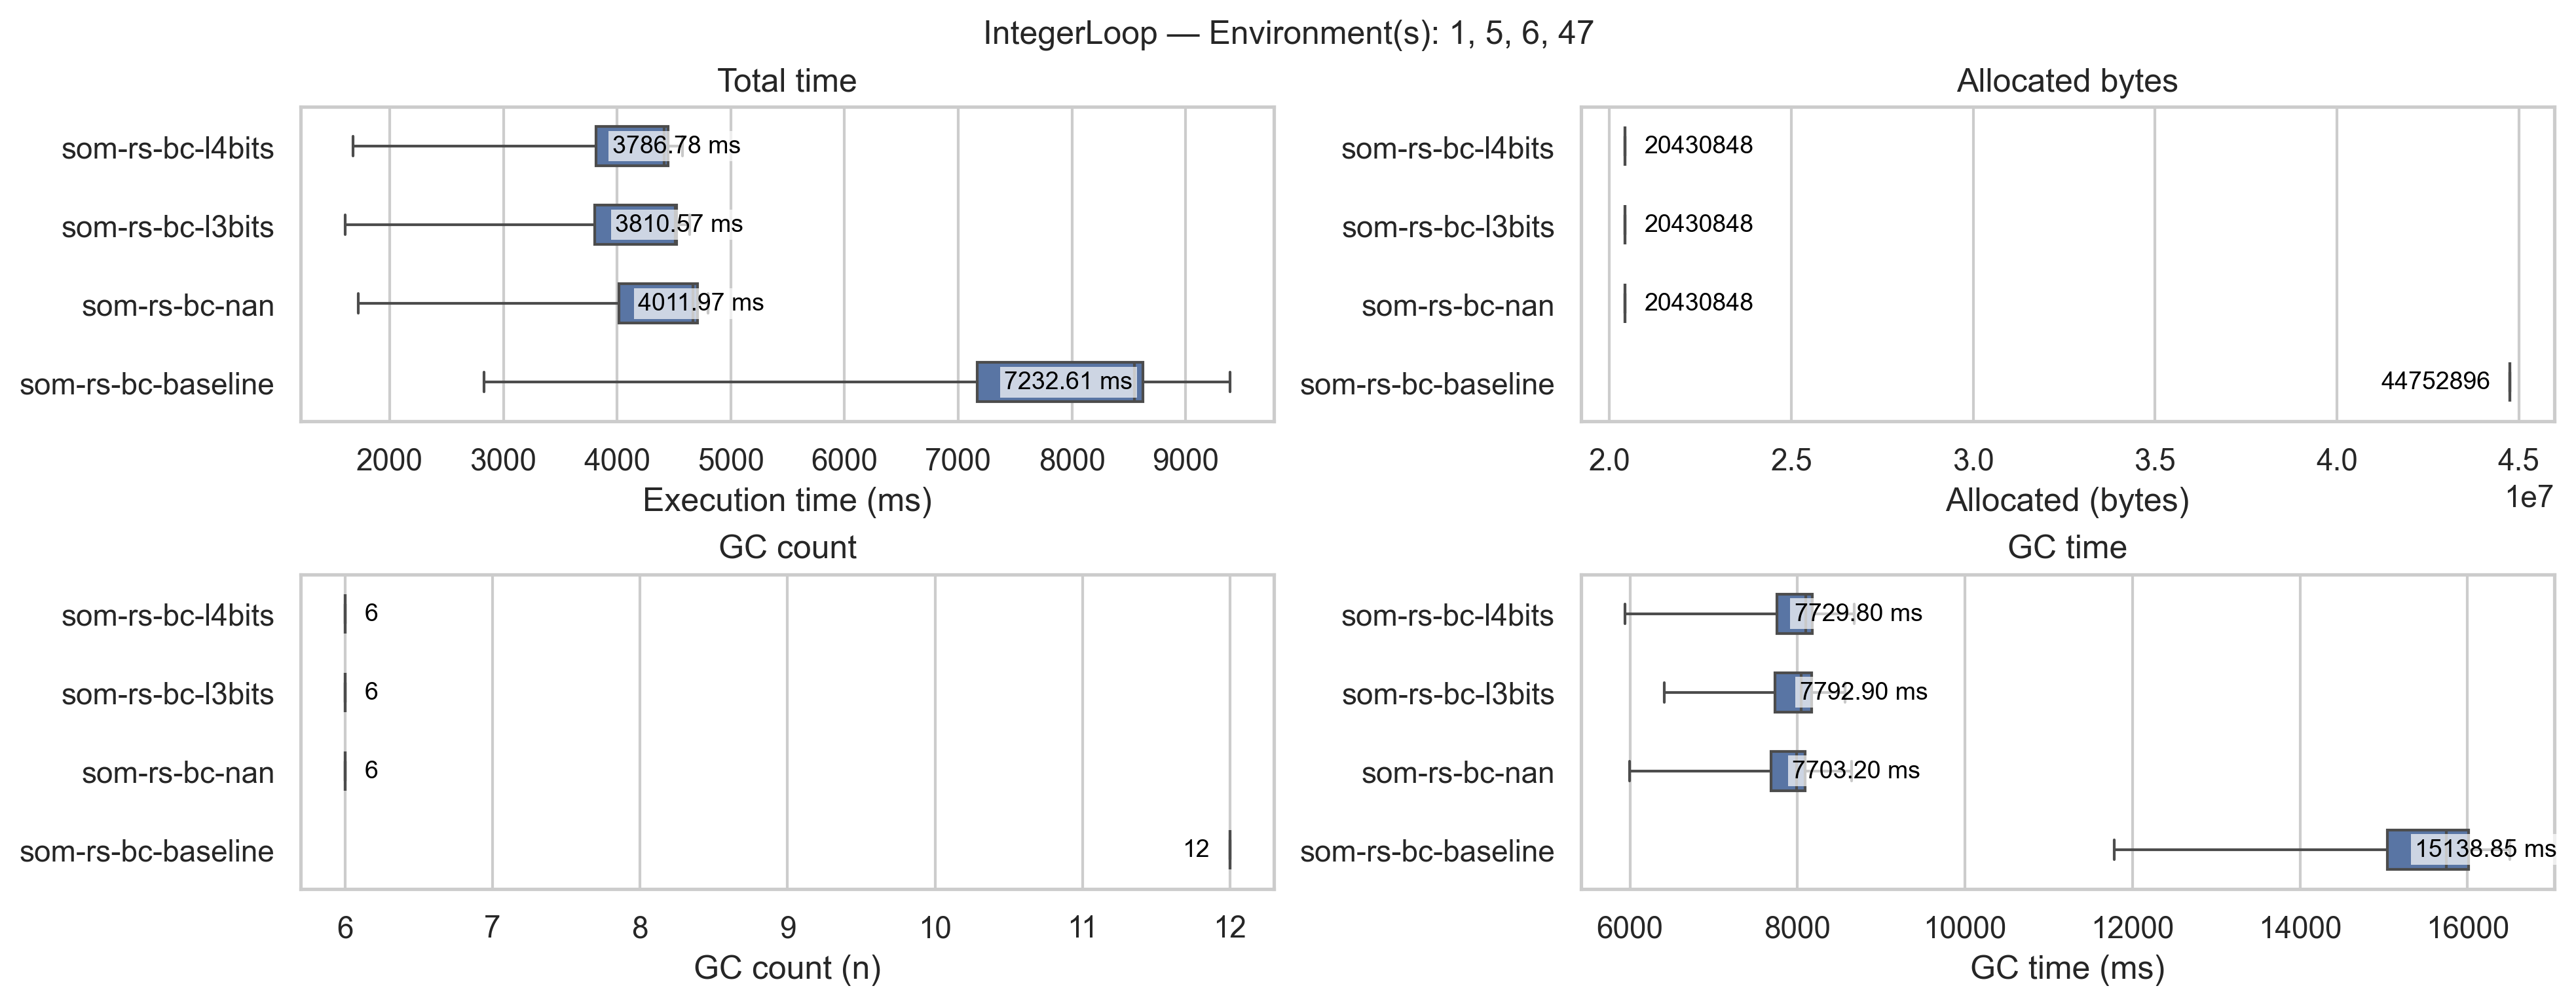 IntegerLoop — Environment(s): 1, 5, 6, 47
Total time
som-rs-bc-l4bits
3786.78 ms
som-rs-bc-l3bits
3810.57 ms
som-rs-bc-nan
4011.97 ms
som-rs-bc-baseline
7232.61 ms
2000 3000 4000 5000 6000 7000 8000 9000
Execution time (ms)
Allocated bytes
som-rs-bc-l4bits
20430848
som-rs-bc-l3bits
20430848
som-rs-bc-nan
20430848
som-rs-bc-baseline
44752896
2.0 2.5 3.0 3.5 4.0 4.5
1e7
Allocated (bytes)
GC count
som-rs-bc-l4bits
6
som-rs-bc-l3bits
6
som-rs-bc-nan
6
som-rs-bc-baseline
12
6 7 8 9 10 11 12
GC count (n)
GC time
som-rs-bc-l4bits
7729.80 ms
som-rs-bc-l3bits
7792.90 ms
som-rs-bc-nan
7703.20 ms
som-rs-bc-baseline
15138.85 ms
6000 8000 10000 12000 14000 16000
GC time (ms)